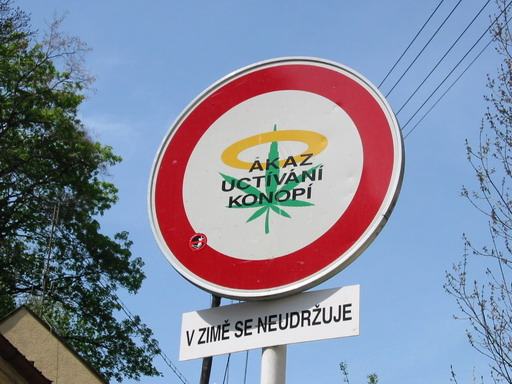 ÁKAZ
UCTÍVÁNÍ
KONOPÍ
V ZIMĚ SE NEUDRŽUJE